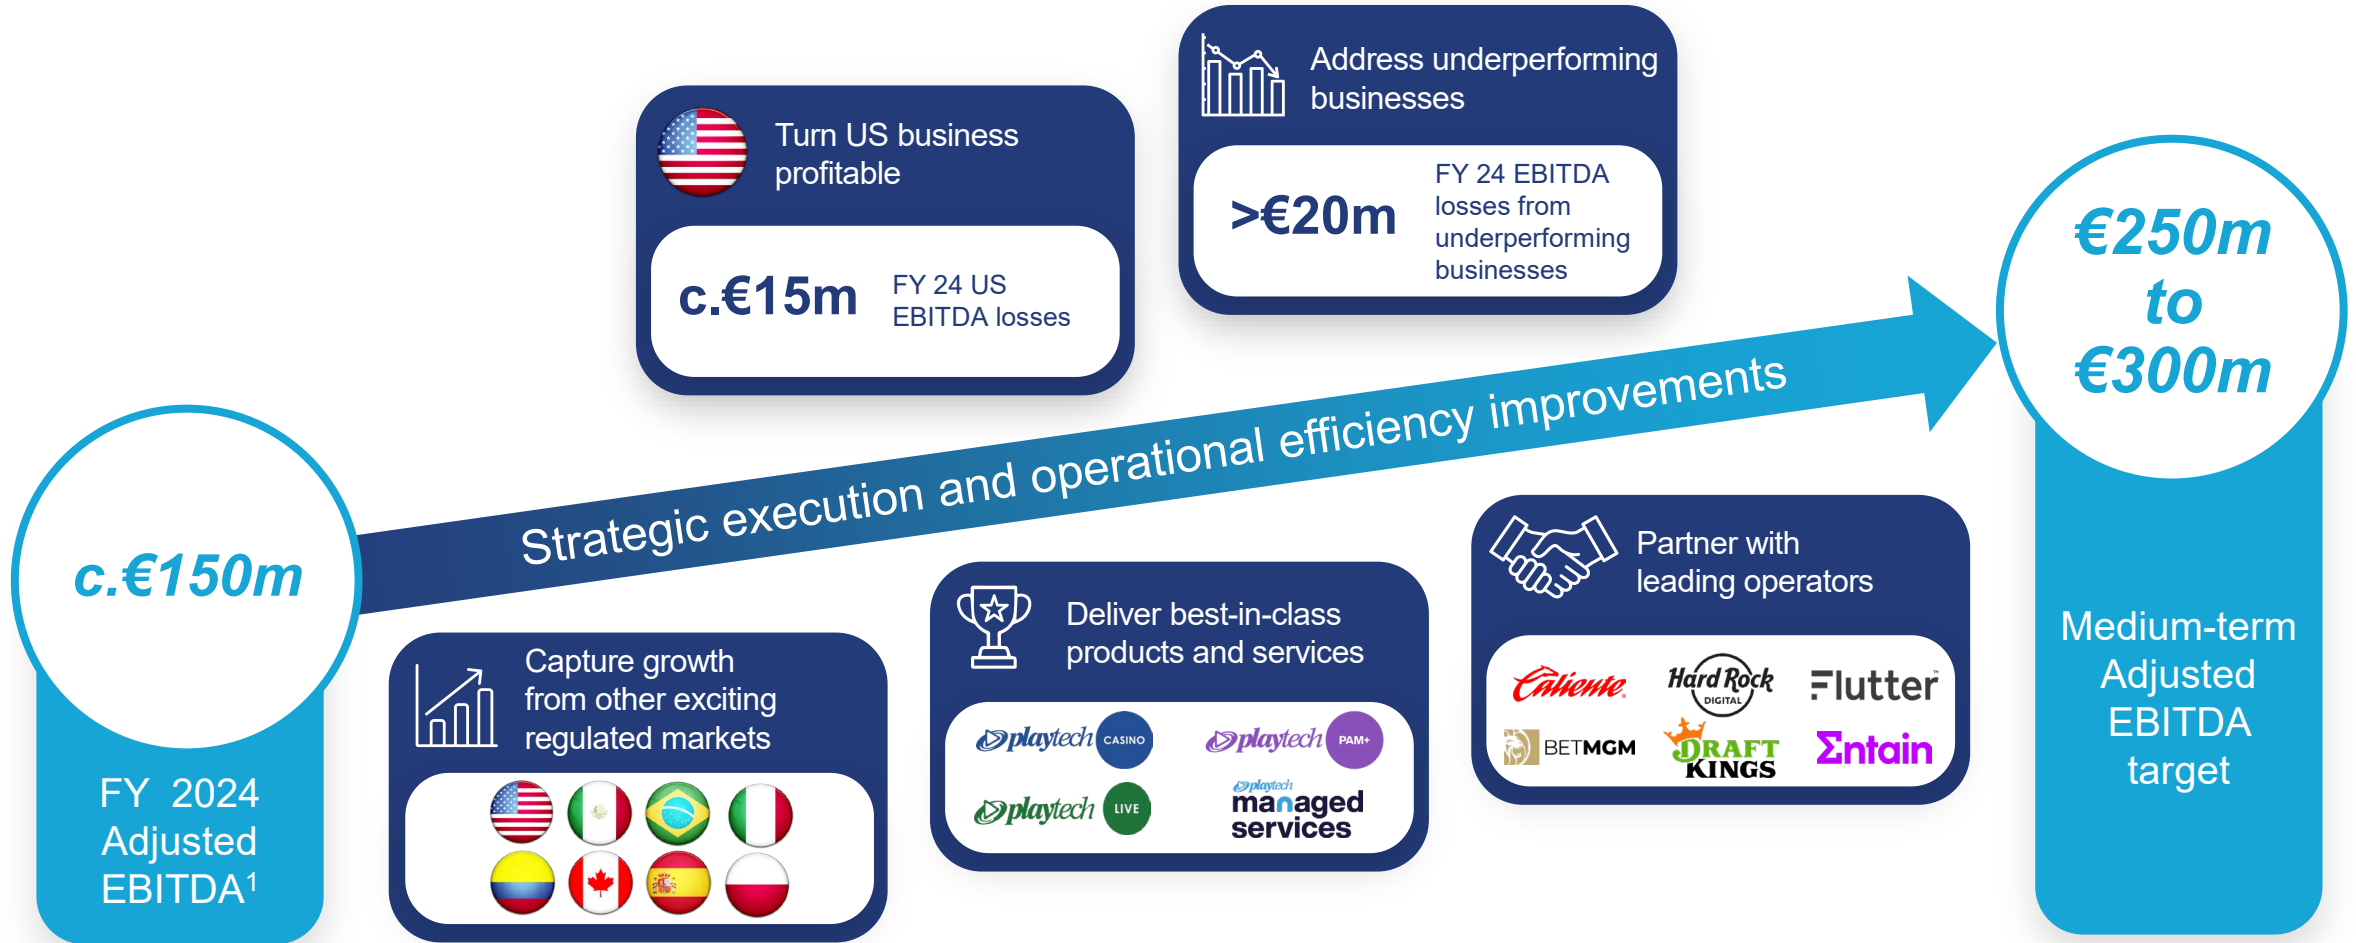 c.€150m
FY 2024
Adjusted
EBITDA¹
Turn US business
profitable
c.€15m
FY 24 US
EBITDA losses
Address underperforming
businesses
>€20m
FY 24 EBITDA
losses from
underperforming
businesses
Strategic execution and operational efficiency improvements
Capture growth
from other exciting
regulated markets
Deliver best-in-class
products and services
playtech CASINO
playtech PAM+
playtech LIVE
playtech
managed
services
Partner with
leading operators
Caliente
Hard Rock
DIGITAL
Flutter
BETMGM
DRAFT
KINGS
Entain
€250m
to
€300m
Medium-term
Adjusted
EBITDA
target